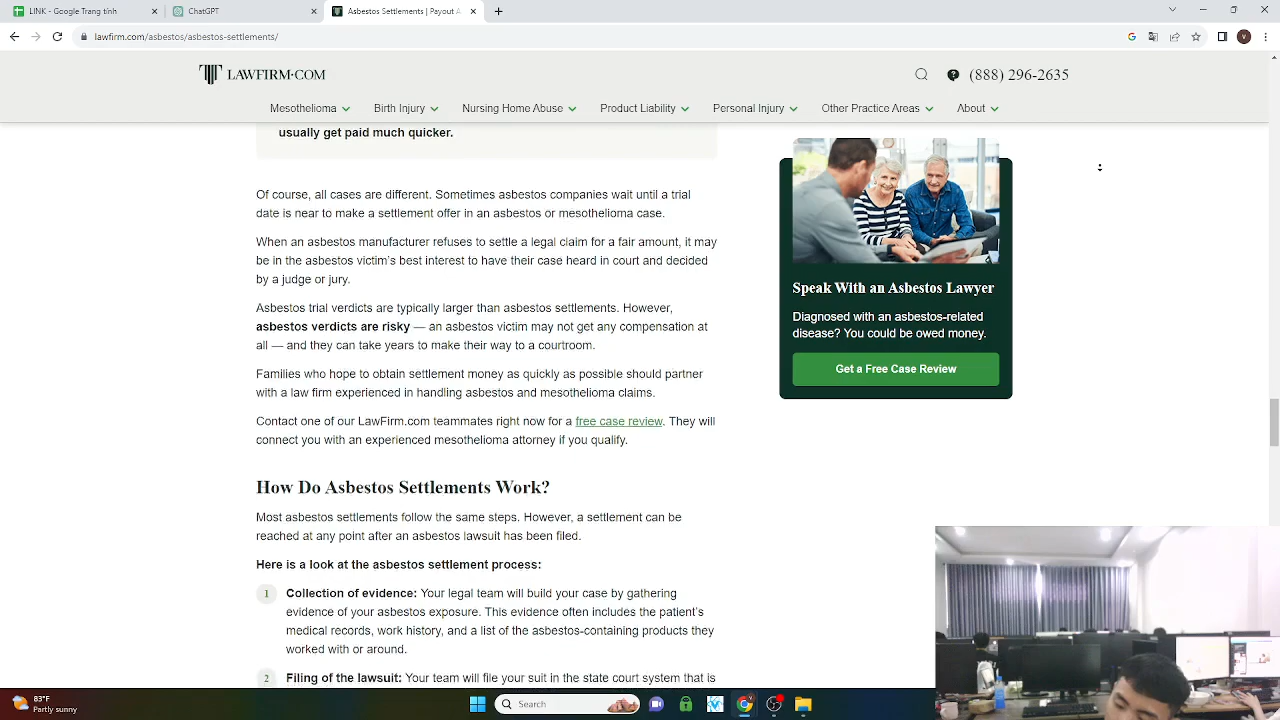 LINK - Google Trang tính
ChatGPT
Asbestos Settlements | Payout A
lawfirm.com/asbestos/asbestos-settlements/
V
LAWFIRM·COM
(888) 296-2635
Mesothelioma
Birth Injury
Nursing Home Abuse
Product Liability
Personal Injury
Other Practice Areas
About
usually get paid much quicker.
Of course, all cases are different. Sometimes asbestos companies wait until a trial
date is near to make a settlement offer in an asbestos or mesothelioma case.
When an asbestos manufacturer refuses to settle a legal claim for a fair amount, it may
be in the asbestos victim's best interest to have their case heard in court and decided
by a judge or jury.
Asbestos trial verdicts are typically larger than asbestos settlements. However,
asbestos verdicts are risky — an asbestos victim may not get any compensation at
all — and they can take years to make their way to a courtroom.
Families who hope to obtain settlement money as quickly as possible should partner
with a law firm experienced in handling asbestos and mesothelioma claims.
Contact one of our LawFirm.com teammates right now for a free case review. They will
connect you with an experienced mesothelioma attorney if you qualify.
How Do Asbestos Settlements Work?
Most asbestos settlements follow the same steps. However, a settlement can be
reached at any point after an asbestos lawsuit has been filed.
Here is a look at the asbestos settlement process:
1 Collection of evidence: Your legal team will build your case by gathering
evidence of your asbestos exposure. This evidence often includes the patient's
medical records, work history, and a list of the asbestos-containing products they
worked with or around.
2 Filing of the lawsuit: Your team will file your suit in the state court system that is
Speak With an Asbestos Lawyer
Diagnosed with an asbestos-related
disease? You could be owed money.
Get a Free Case Review
83°F
Partly sunny
Search